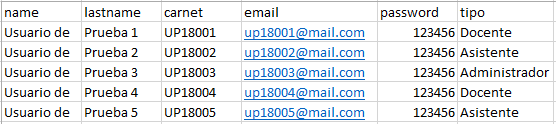 name lastname carnet email password tipo
Usuario de Prueba 1 UP18001 up18001@mail.com 123456 Docente
Usuario de Prueba 2 UP18002 up18002@mail.com 123456 Asistente
Usuario de Prueba 3 UP18003 up18003@mail.com 123456 Administrador
Usuario de Prueba 4 UP18004 up18004@mail.com 123456 Docente
Usuario de Prueba 5 UP18005 up18005@mail.com 123456 Asistente